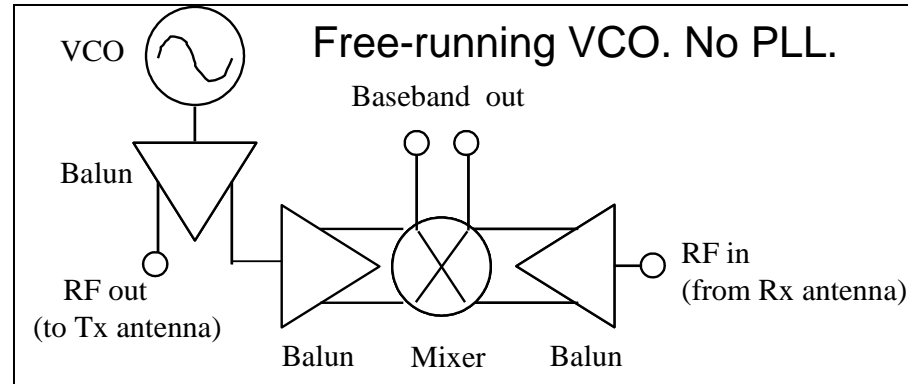 Free-running VCO. No PLL.
VCO
Baseband out
Balun
RF out
(to Tx antenna)
RF in
(from Rx antenna)
Balun
Mixer
Balun